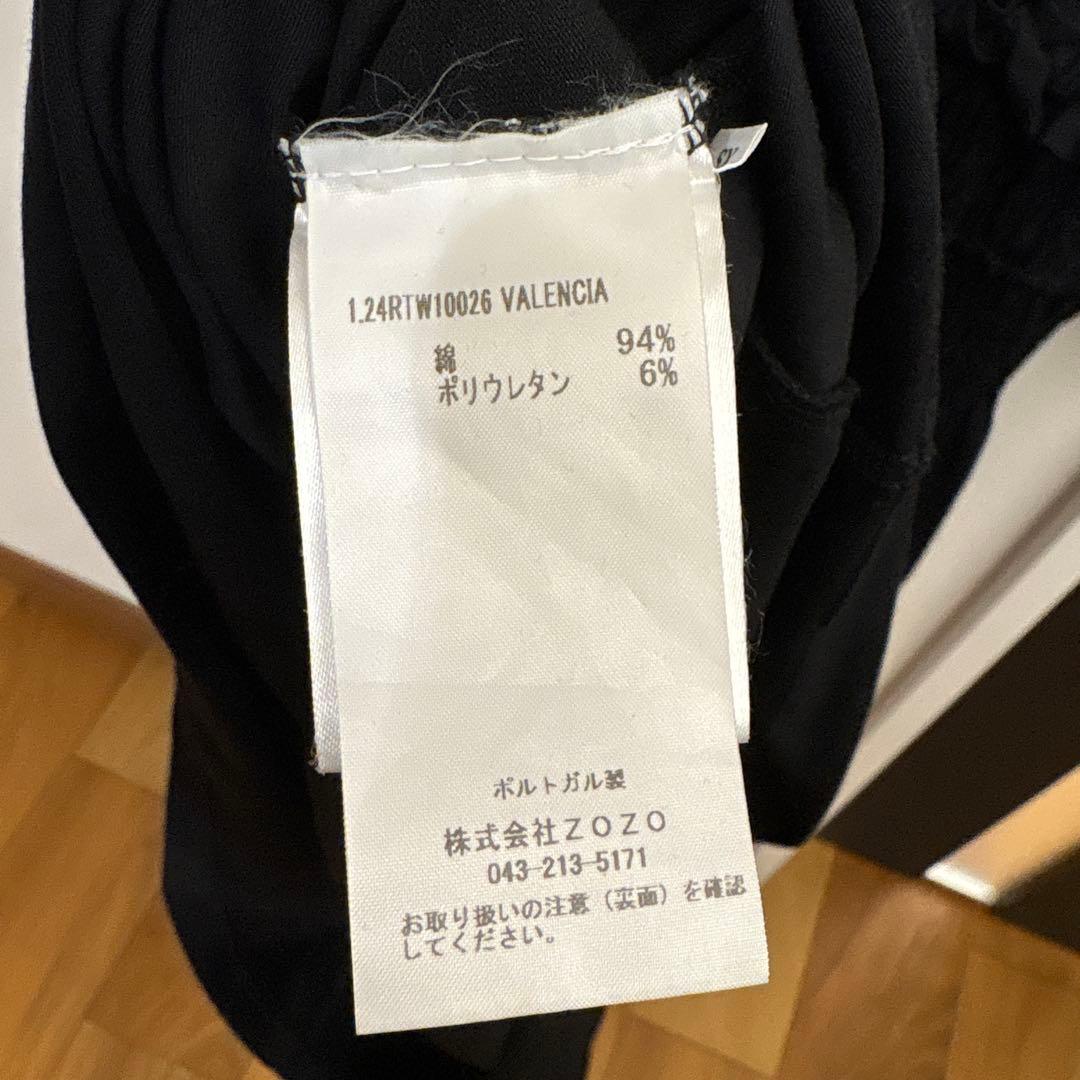 1.24RTW10026 VALENCIA
綿 94%
ポリウレタン 6%
ポルトガル製
株式会社ZOZO
043-213-5171
お取り扱いの注意（裏面）を確認
してください。